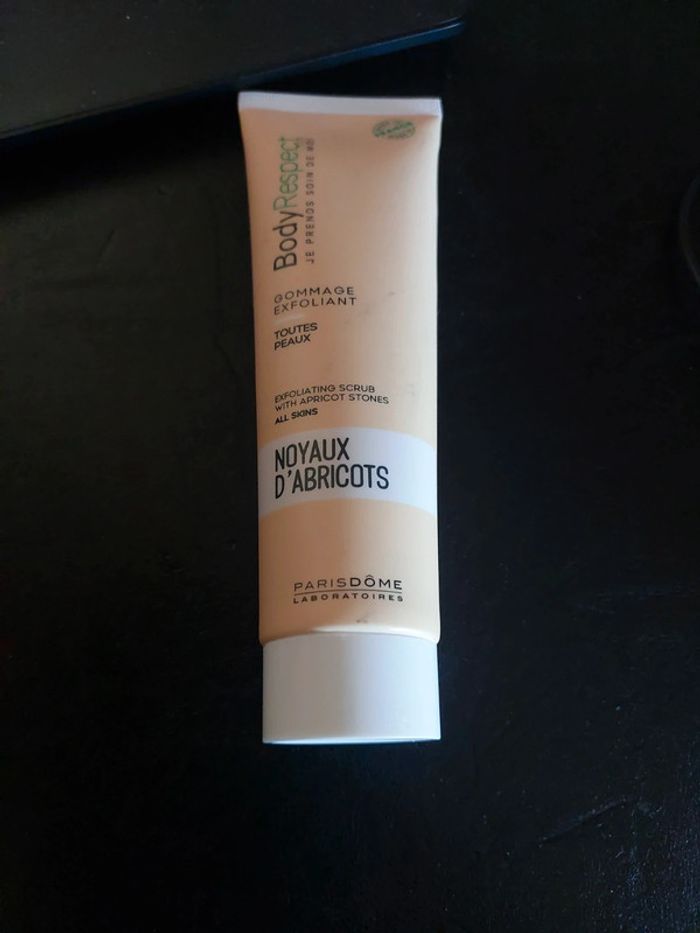 BodyRespect
JE PRENDS SOIN DE MOI
GOMMAGE
EXFOLIANT
TOUTES
PEAUX
EXFOLIATING SCRUB
WITH APRICOT STONES
ALL SKINS
NOYAUX
D'ABRICOTS
PARISDÔME
LABORATOIRES